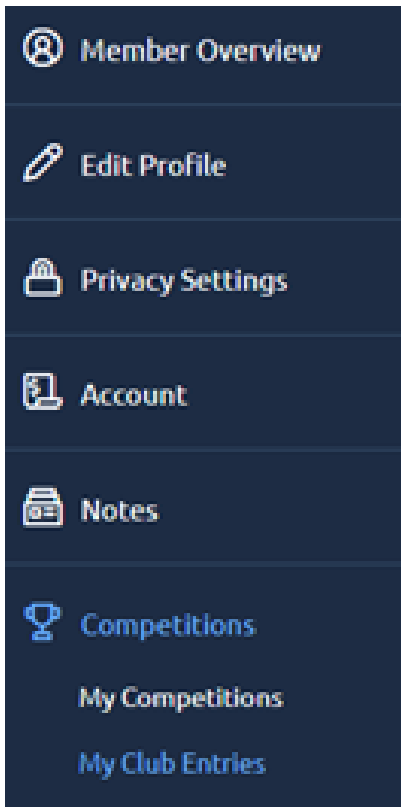 Member Overview
Edit Profile
Privacy Settings
Account
Notes
Competitions
My Competitions
My Club Entries